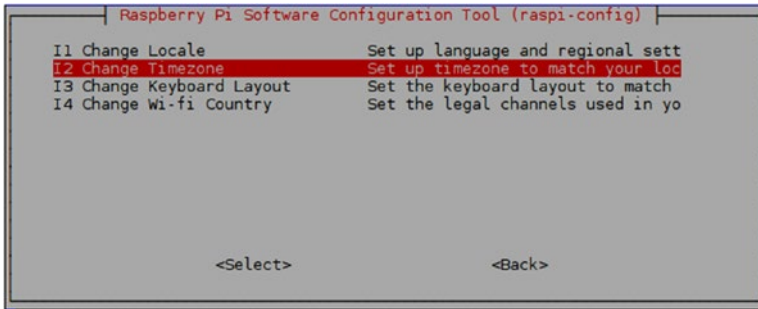 Raspberry Pi Software Configuration Tool (raspi-config)
I1 Change Locale Set up language and regional sett
I2 Change Timezone Set up timezone to match your loc
I3 Change Keyboard Layout Set the keyboard layout to match
I4 Change Wi-fi Country Set the legal channels used in yo
<Select> <Back>